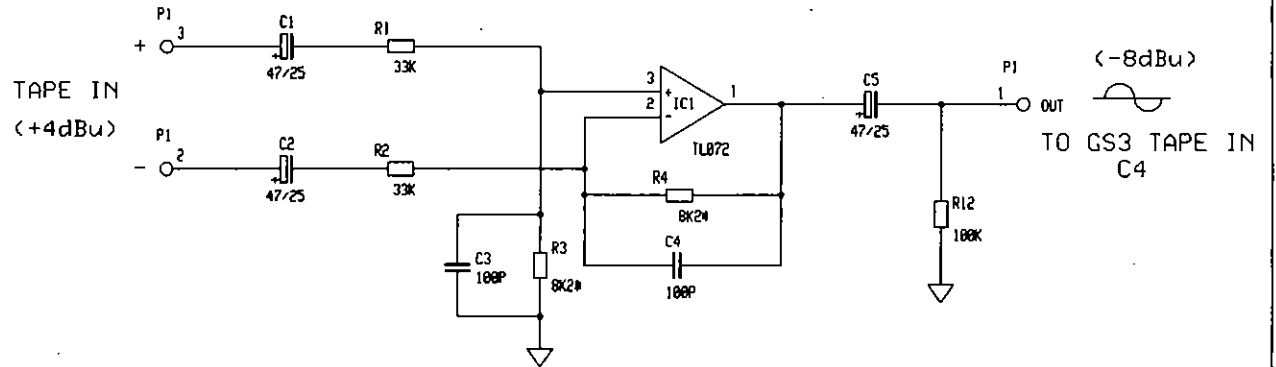 P1
3
+
C1
+
47/25
R1
33K
TAPE IN
(+4dBu)
P1
2
-
C2
+
47/25
R2
33K
3
+
2
-
IC1
1
TL072
R4
8K2*
C4
100P
C3
100P
R3
8K2*
C5
+
47/25
R12
100K
P1
1
OUT
(-8dBu)
TO GS3 TAPE IN
C4